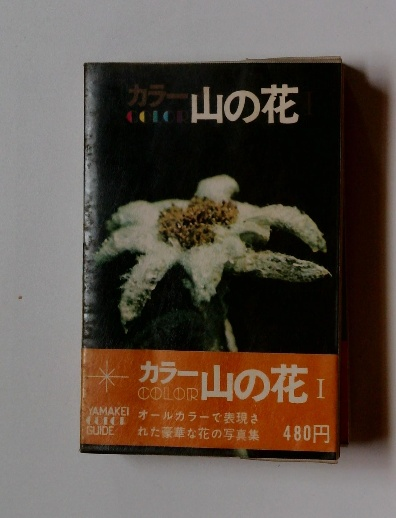 カラー
COLOR
山の花 I
カラー
COLOR
山の花 I
YAMAKEI
COLOR
GUIDE
オールカラーで表現さ
れた豪華な花の写真集
480円